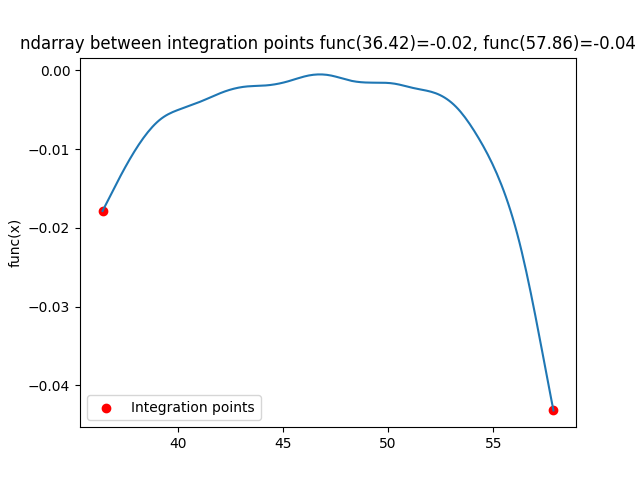 ndarray between integration points func(36.42)=-0.02, func(57.86)=-0.04
0.00
−0.01
−0.02
−0.03
−0.04
func(x)
Integration points
40 45 50 55